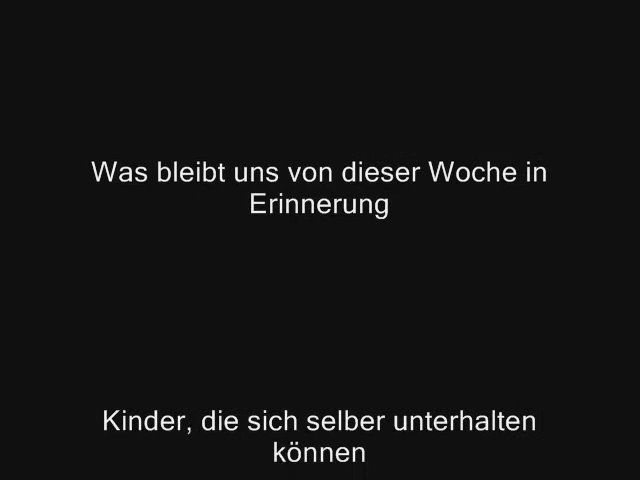 Was bleibt uns von dieser Woche in
Erinnerung
Kinder, die sich selber unterhalten
können